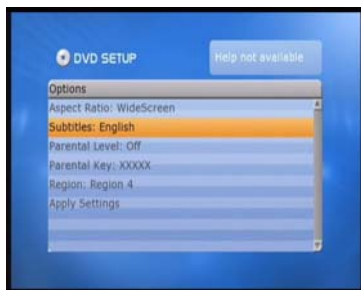 DVD SETUP
Help not available
Options
Aspect Ratio: WideScreen
Subtitles: English
Parental Level: Off
Parental Key: XXXXX
Region: Region 4
Apply Settings